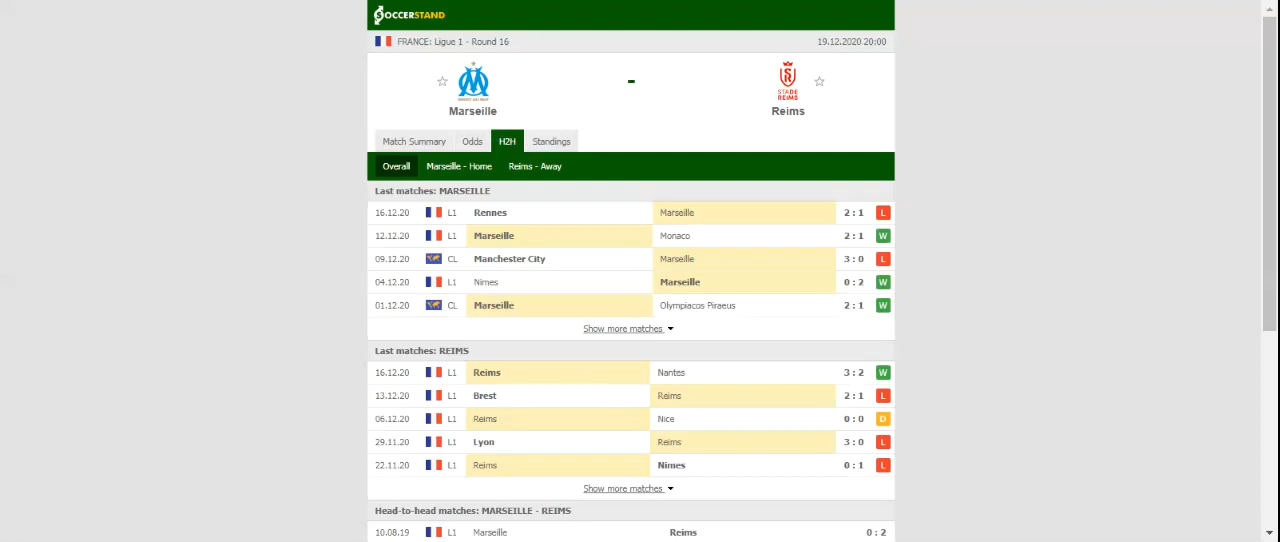 SOCCERSTAND
FRANCE: Ligue 1 - Round 16 19.12.2020 20:00
-
STADE
REIMS
Marseille Reims
Match Summary Odds H2H Standings
Overall Marseille - Home Reims - Away
Last matches: MARSEILLE
16.12.20 L1 Rennes Marseille 2 : 1 L
12.12.20 L1 Marseille Monaco 2 : 1 W
09.12.20 CL Manchester City Marseille 3 : 0 L
04.12.20 L1 Nimes Marseille 0 : 2 W
01.12.20 CL Marseille Olympiacos Piraeus 2 : 1 W
Show more matches
Last matches: REIMS
16.12.20 L1 Reims Nantes 3 : 2 W
13.12.20 L1 Brest Reims 2 : 1 L
06.12.20 L1 Reims Nice 0 : 0 D
29.11.20 L1 Lyon Reims 3 : 0 L
22.11.20 L1 Reims Nimes 0 : 1 L
Show more matches
Head-to-head matches: MARSEILLE - REIMS
10.08.19 L1 Marseille Reims 0 : 2